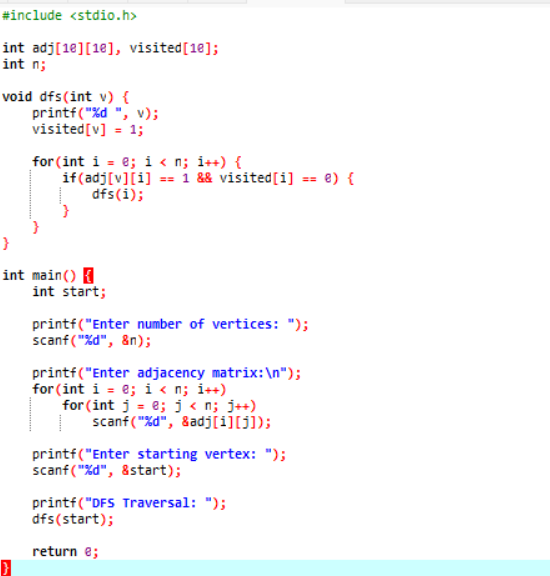 #include <stdio.h>

int adj[10][10], visited[10];
int n;

void dfs(int v) {
    printf("%d ", v);
    visited[v] = 1;

    for(int i = 0; i < n; i++) {
        if(adj[v][i] == 1 && visited[i] == 0) {
            dfs(i);
        }
    }
}

int main() {
    int start;

    printf("Enter number of vertices: ");
    scanf("%d", &n);

    printf("Enter adjacency matrix:\n");
    for(int i = 0; i < n; i++)
        for(int j = 0; j < n; j++)
            scanf("%d", &adj[i][j]);

    printf("Enter starting vertex: ");
    scanf("%d", &start);

    printf("DFS Traversal: ");
    dfs(start);

    return 0;
}